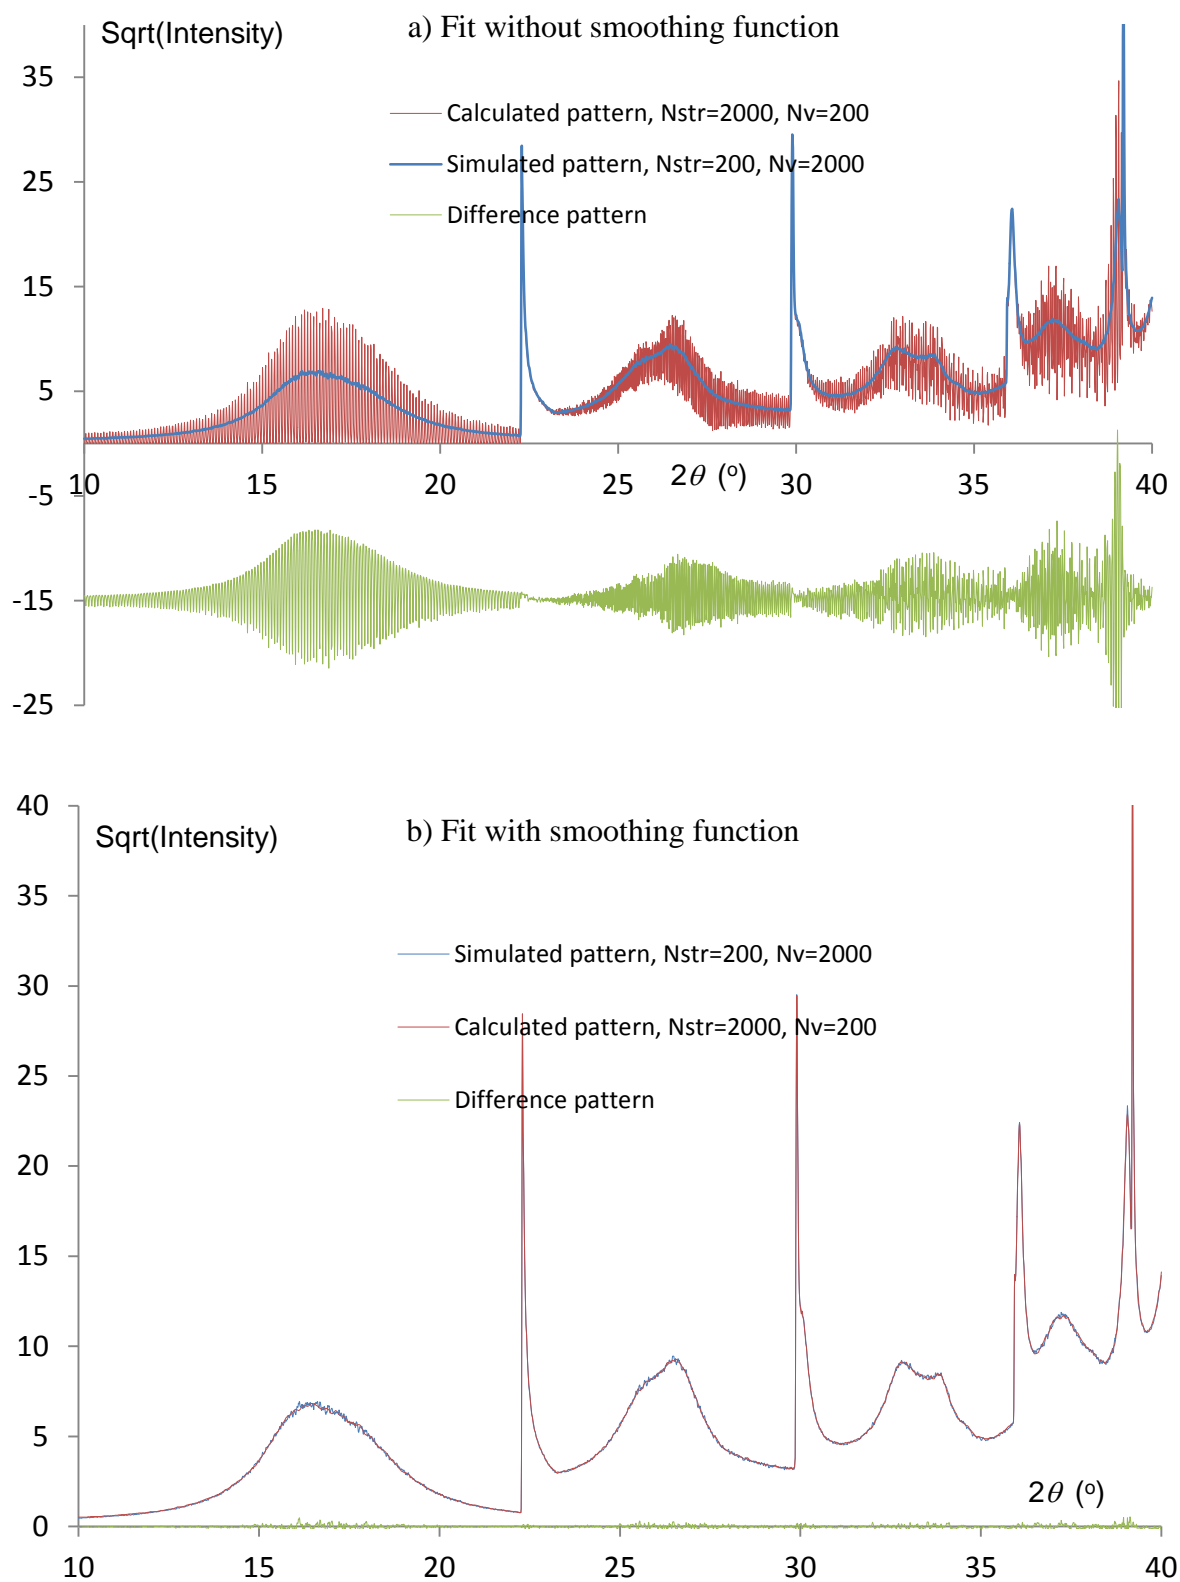 Sqrt(Intensity)
a) Fit without smoothing function
35
Calculated pattern, Nstr=2000, Nv=200
25
Simulated pattern, Nstr=200, Nv=2000
Difference pattern
15
5
10 15 20 25 2θ (°) 30 35 40
-5
-15
-25
40
Sqrt(Intensity)
b) Fit with smoothing function
35
Simulated pattern, Nstr=200, Nv=2000
30
Calculated pattern, Nstr=2000, Nv=200
25
Difference pattern
20
15
10
5
2θ (°)
0
10 15 20 25 30 35 40